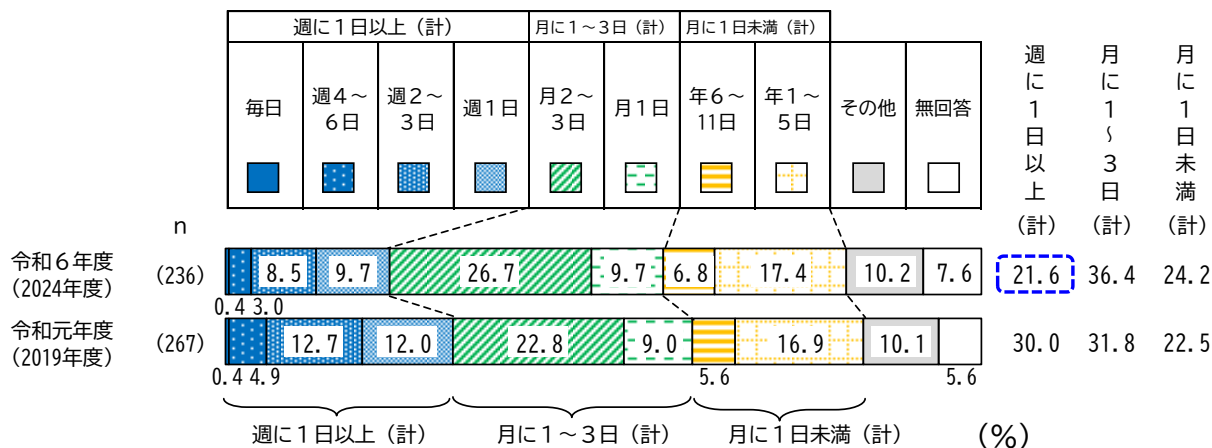 週に1日以上（計） 月に1～3日（計） 月に1日未満（計）
毎日 週4～6日 週2～3日 週1日 月2～3日 月1日 年6～11日 年1～5日 その他 無回答
週に1日以上（計） 月に1～3日（計） 月に1日未満（計）
n
令和6年度
（2024年度） (236) 0.4 3.0 8.5 9.7 26.7 9.7 6.8 17.4 10.2 7.6 21.6 36.4 24.2
令和元年度
（2019年度） (267) 0.4 4.9 12.7 12.0 22.8 9.0 5.6 16.9 10.1 5.6 30.0 31.8 22.5
週に1日以上（計） 月に1～3日（計） 月に1日未満（計） (%)